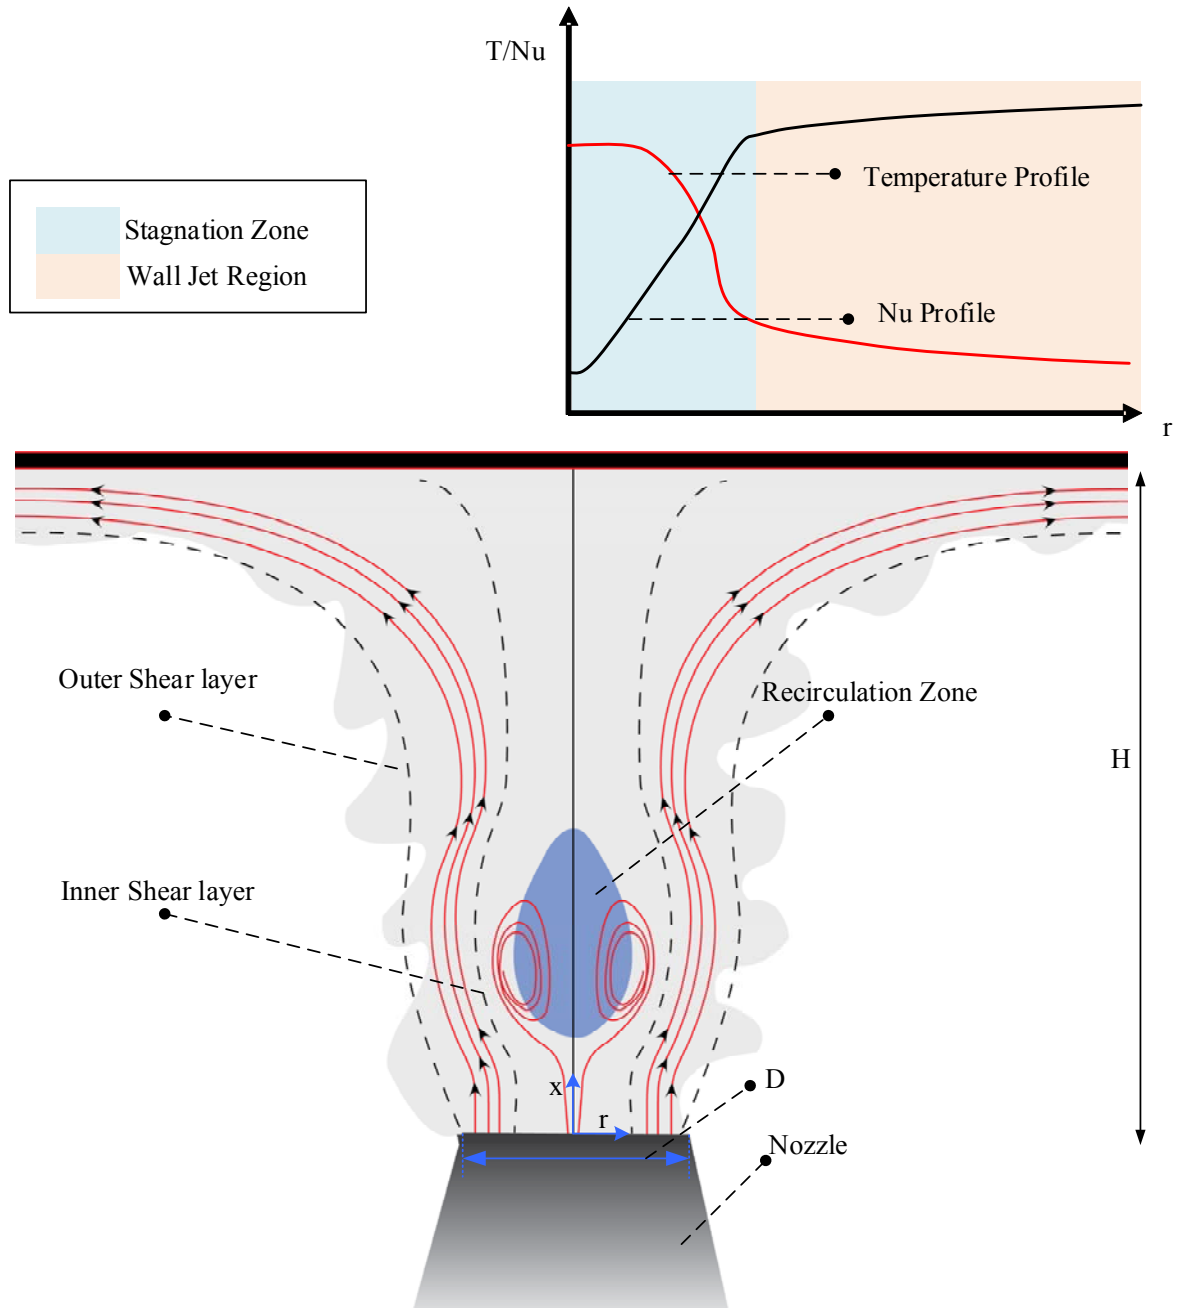 T/Nu
Temperature Profile
Nu Profile
r
Stagnation Zone
Wall Jet Region
Outer Shear layer
Recirculation Zone
H
Inner Shear layer
x
r
D
Nozzle